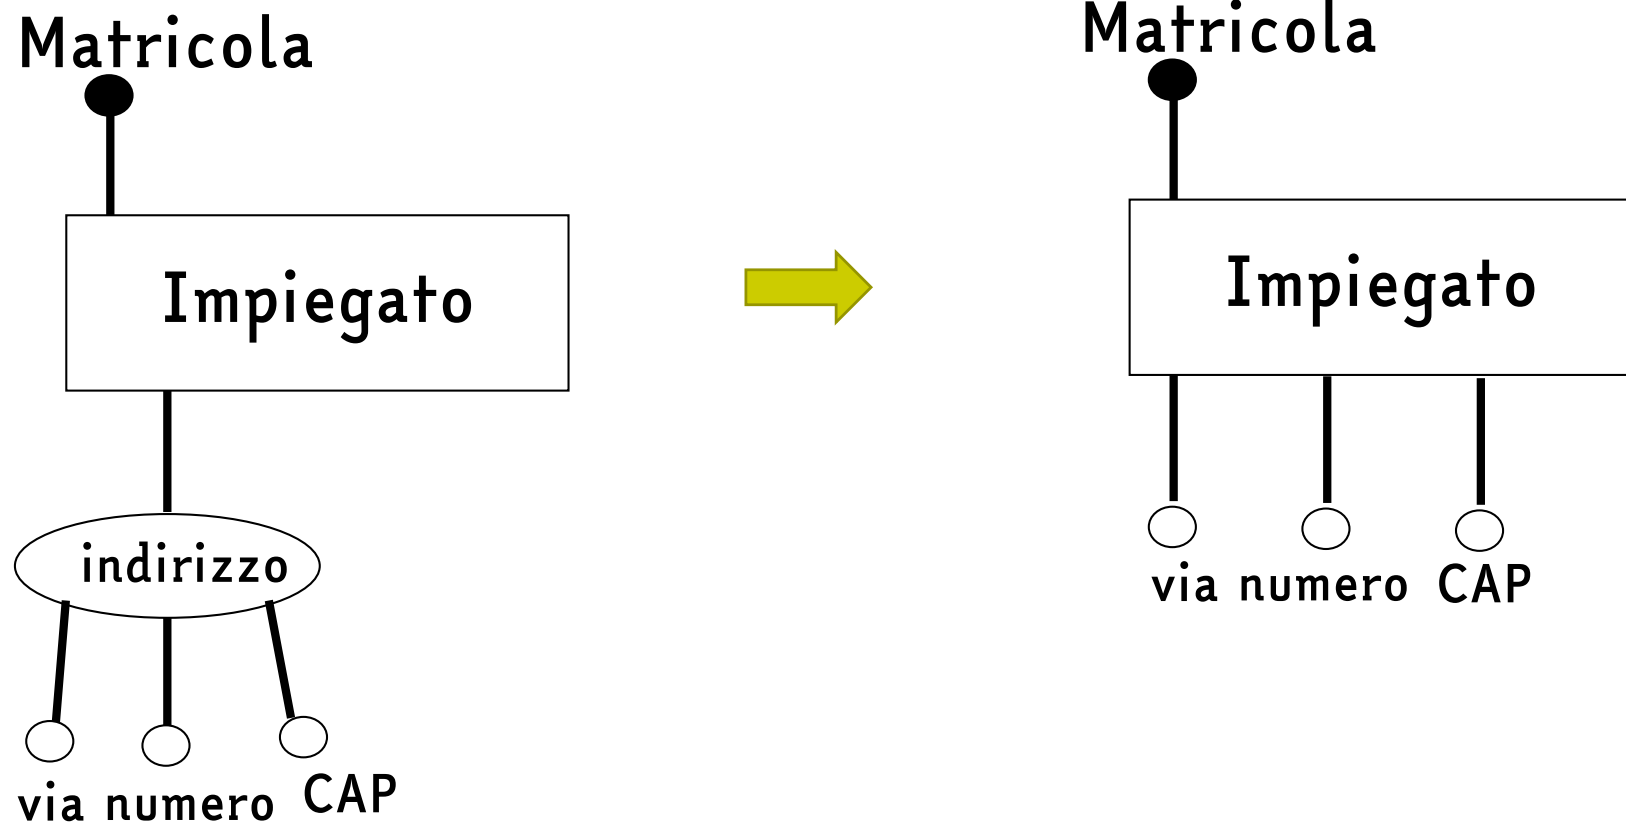 Matricola
Impiegato
indirizzo
via numero CAP
Matricola
Impiegato
via numero CAP